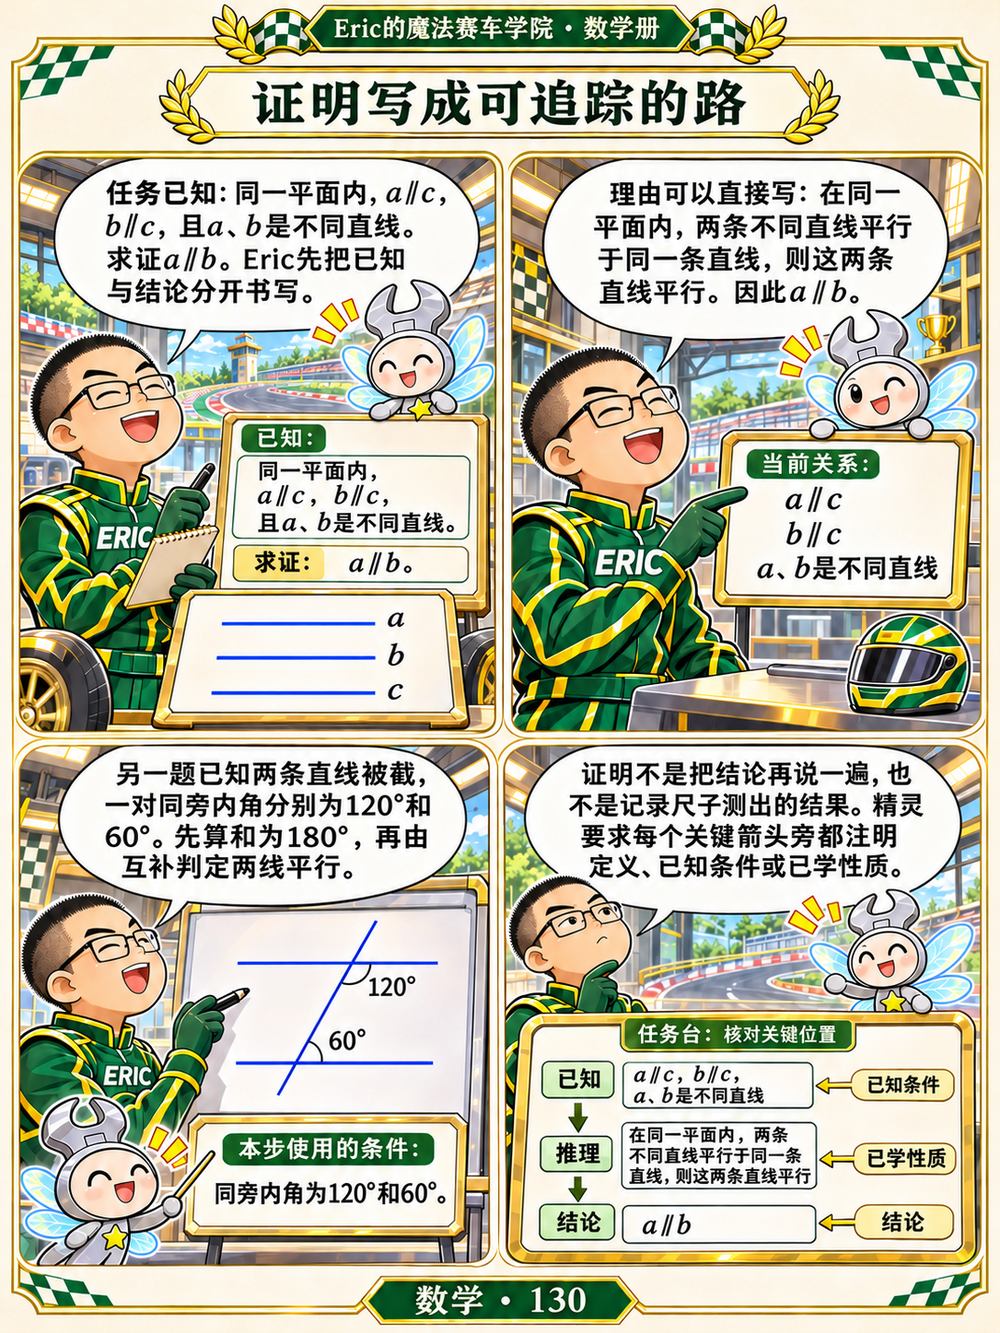 Eric的魔法赛车学院·数学册
证明写成可追踪的路
任务已知：同一平面内，a∥c，
b∥c，且a、b是不同直线。
求证a∥b。Eric先把已知
与结论分开书写。
已知：
同一平面内，
a∥c，b∥c，
且a、b是不同直线。
求证：a∥b。
ERIC
a
b
c
理由可以直接写：在同一
平面内，两条不同直线平行
于同一条直线，则这两条
直线平行。因此a∥b。
当前关系：
a∥c
b∥c
a、b是不同直线
ERIC
另一题已知两条直线被截，
一对同旁内角分别为120°和
60°。先算和为180°，再由
互补判定两线平行。
120°
60°
ERIC
本步使用的条件：
同旁内角为120°和60°。
证明不是把结论再说一遍，也
不是记录尺子测出的结果。精灵
要求每个关键箭头旁都注明
定义、已知条件或已学性质。
任务台：核对关键位置
已知
a∥c，b∥c，
a、b是不同直线
已知条件
推理
在同一平面内，两条
不同直线平行于同一条
直线，则这两条直线平行
已学性质
结论
a∥b
结论
数学·130